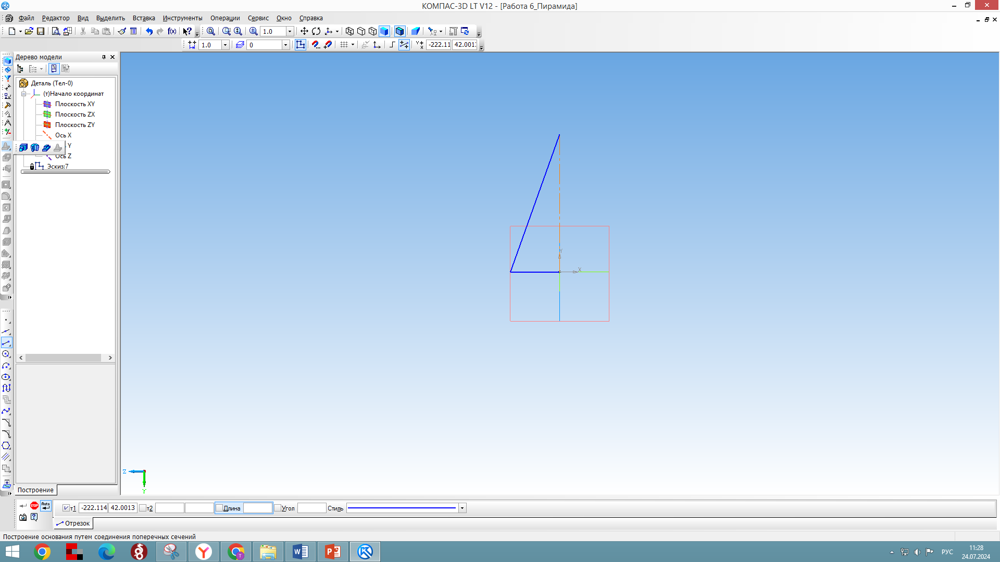 КОМПАС-3D LT V12 - [Работа 6_Пирамида]
Файл Редактор Вид Выделить Вставка Инструменты Операции Сервис Окно Справка
f(x) 1.0
1.0 0 -222.11 42.001
Дерево модели
Деталь (Тел-0)
(т)Начало координат
Плоскость XY
Плоскость ZX
Плоскость ZY
Ось X
Y
Ось Z
Эскиз:7
Y
X
Z
Y
Построение
STOP Auto т1 -222.114 42.0013 т2 Длина Угол Стиль
Отрезок
Построение основания путем соединения поперечных сечений
РУС 11:28
24.07.2024